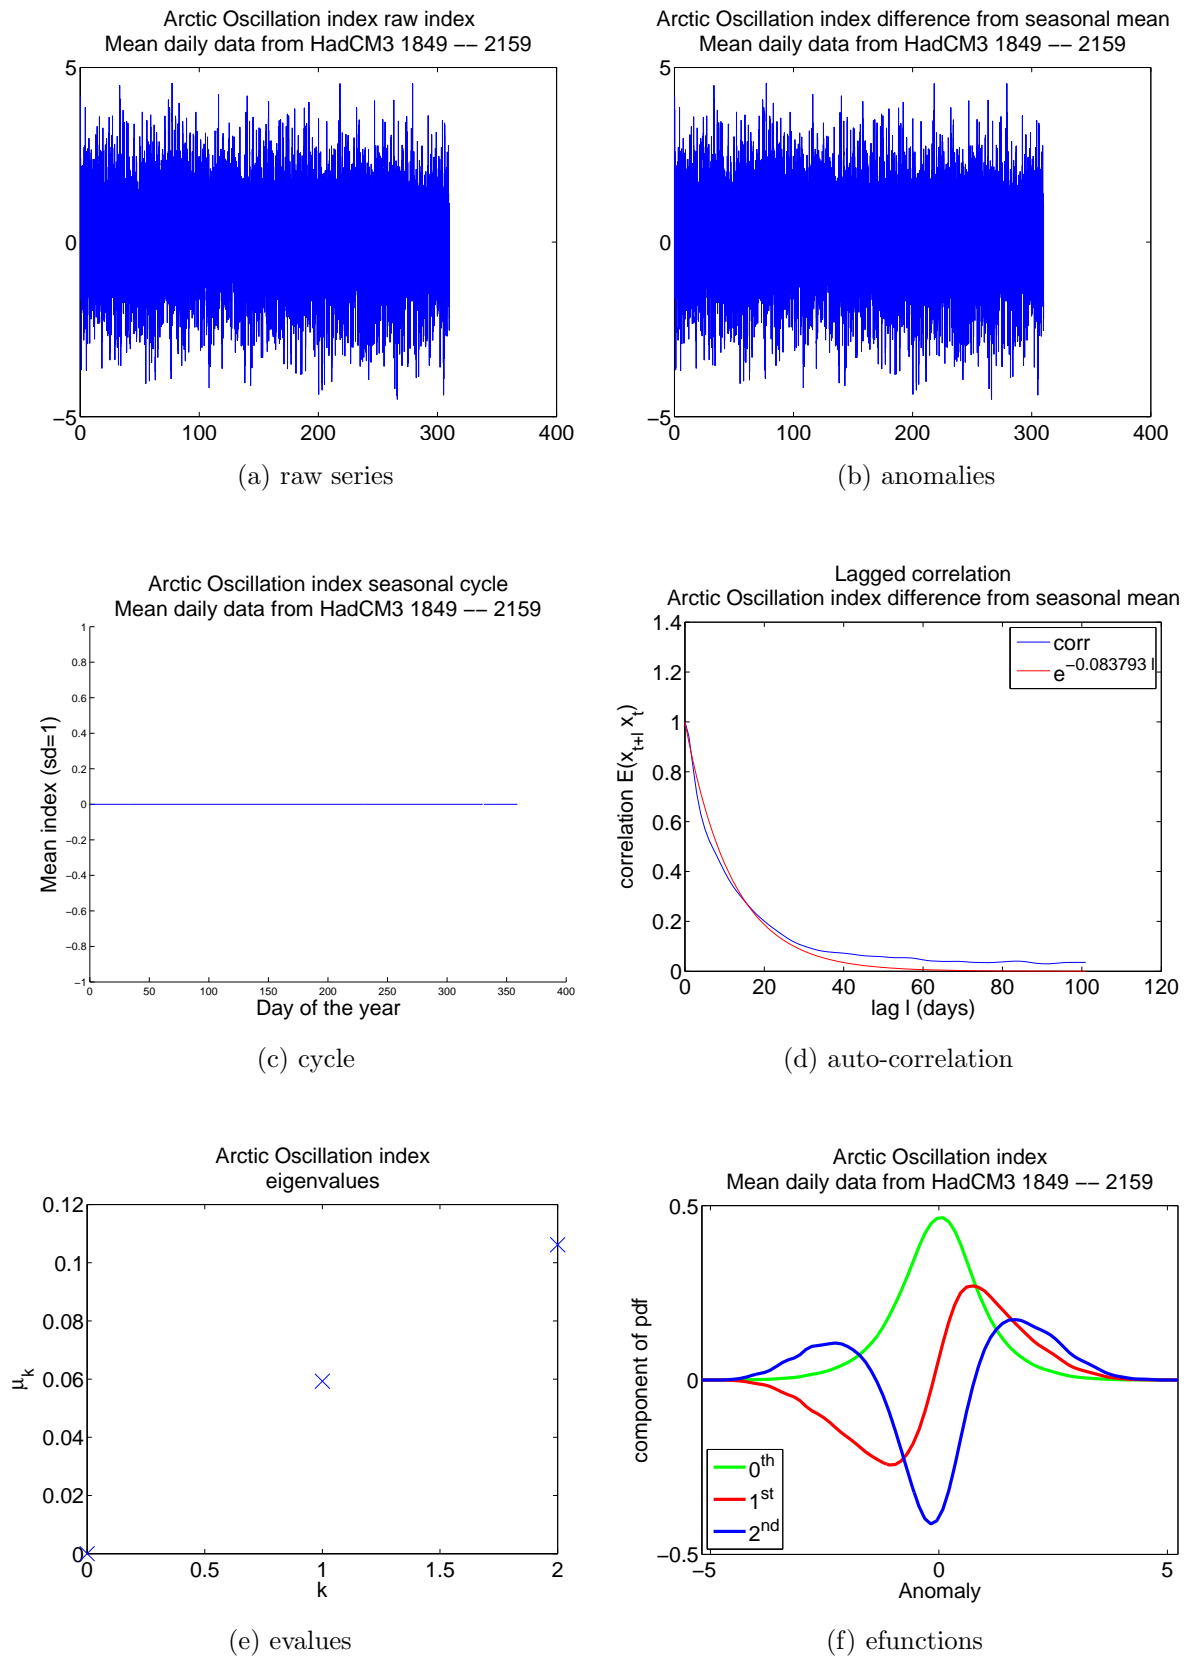 Arctic Oscillation index raw index
Mean daily data from HadCM3 1849 −− 2159
5
0
−5
0 100 200 300 400
(a) raw series
Arctic Oscillation index difference from seasonal mean
Mean daily data from HadCM3 1849 −− 2159
5
0
−5
0 100 200 300 400
(b) anomalies
Arctic Oscillation index seasonal cycle
Mean daily data from HadCM3 1849 −− 2159
Mean index (sd=1)
1
0.8
0.6
0.4
0.2
0
−0.2
−0.4
−0.6
−0.8
−1
0 50 100 150 200 250 300 350 400
Day of the year
(c) cycle
Lagged correlation
Arctic Oscillation index difference from seasonal mean
correlation E(x_{t+l} x_t)
1.4
1.2
1
0.8
0.6
0.4
0.2
0
corr
e^{−0.083793 l}
0 20 40 60 80 100 120
lag l (days)
(d) auto-correlation
Arctic Oscillation index
eigenvalues
μ_k
0.12
0.1
0.08
0.06
0.04
0.02
0
0 0.5 1 1.5 2
k
(e) evalues
Arctic Oscillation index
Mean daily data from HadCM3 1849 −− 2159
component of pdf
0.5
0
−0.5
0^{th}
1^{st}
2^{nd}
−5 0 5
Anomaly
(f) efunctions